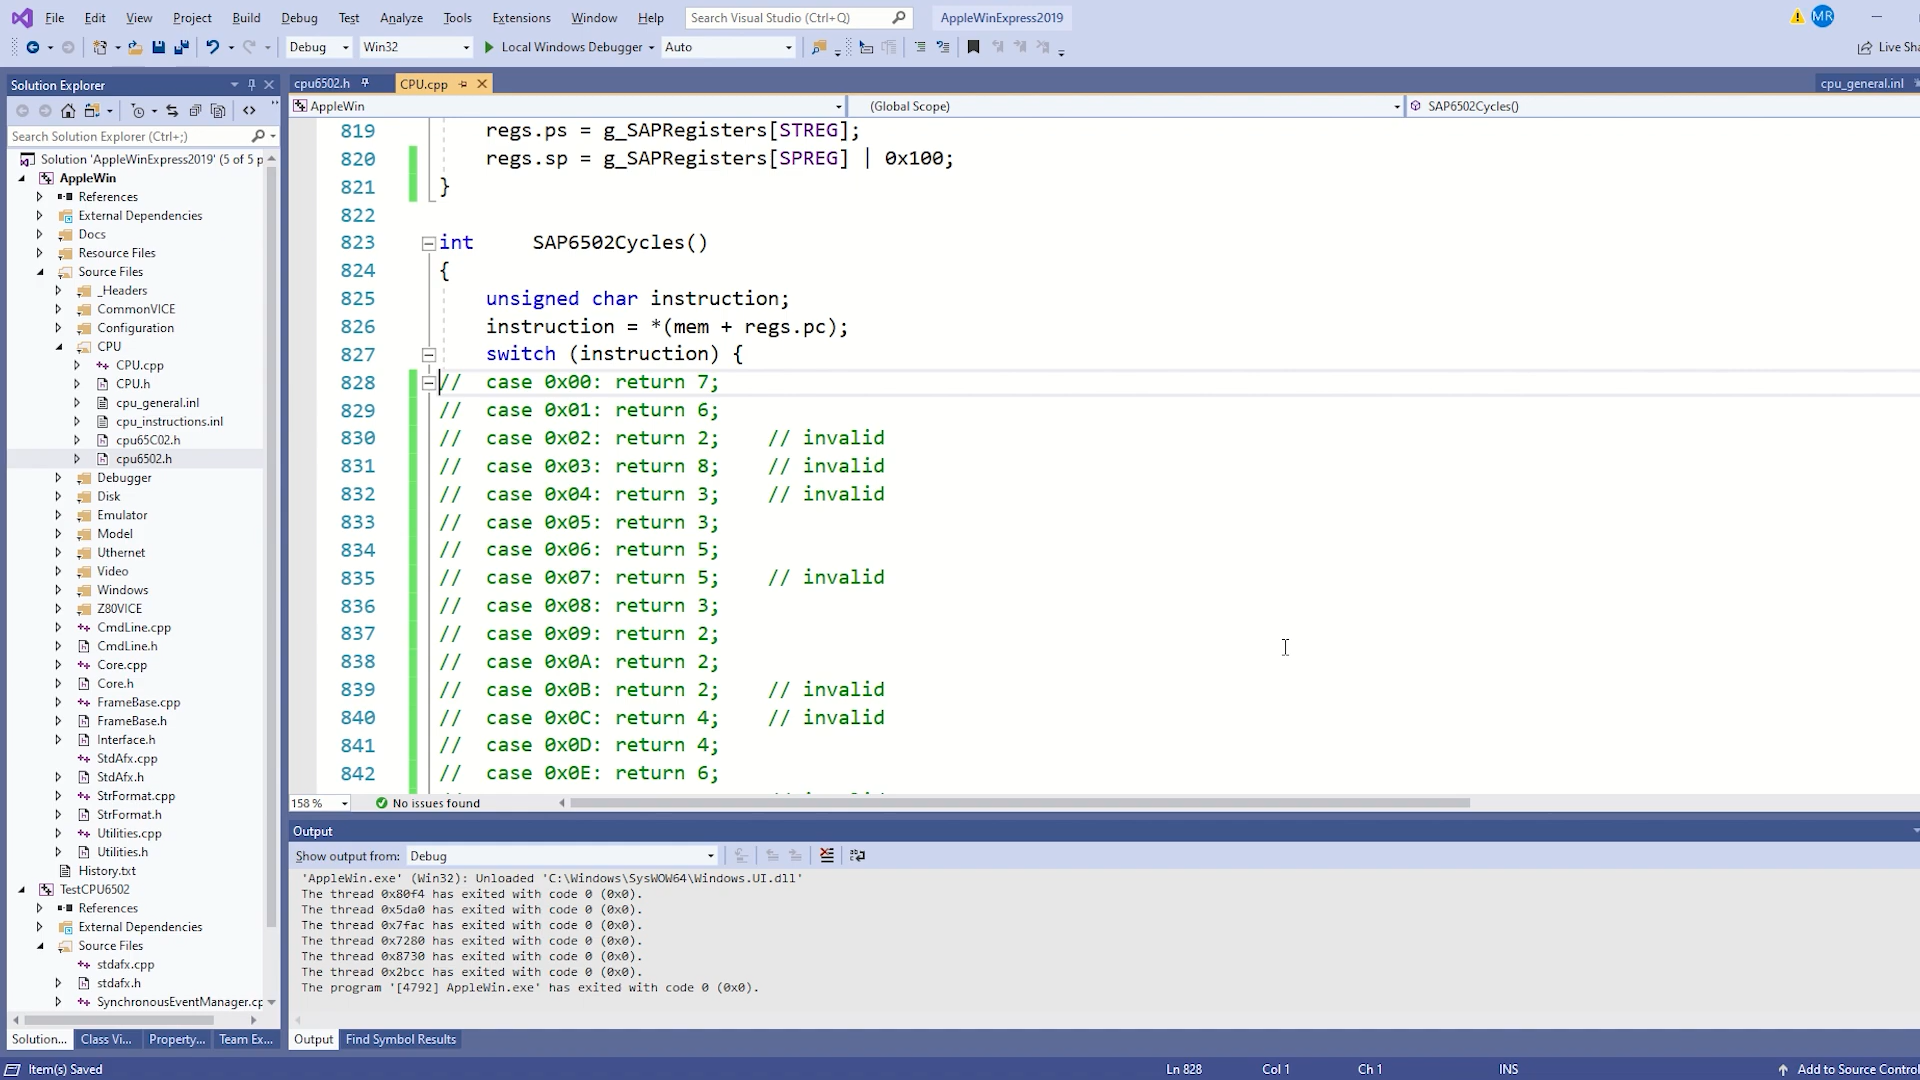 File Edit View Project Build Debug Test Analyze Tools Extensions Window Help Search Visual Studio (Ctrl+Q) AppleWinExpress2019 MR
Debug Win32 Local Windows Debugger Auto Live Sha
Solution Explorer
Search Solution Explorer (Ctrl+;)
Solution 'AppleWinExpress2019' (5 of 5 p
AppleWin
References
External Dependencies
Docs
Resource Files
Source Files
_Headers
CommonVICE
Configuration
CPU
CPU.cpp
CPU.h
cpu_general.inl
cpu_instructions.inl
cpu65C02.h
cpu6502.h
Debugger
Disk
Emulator
Model
Uthernet
Video
Windows
Z80VICE
CmdLine.cpp
CmdLine.h
Core.cpp
Core.h
FrameBase.cpp
FrameBase.h
Interface.h
StdAfx.cpp
StdAfx.h
StrFormat.cpp
StrFormat.h
Utilities.cpp
Utilities.h
History.txt
TestCPU6502
References
External Dependencies
Source Files
stdafx.cpp
stdafx.h
SynchronousEventManager.cp
Solution... Class Vi... Property... Team Ex...
cpu6502.h CPU.cpp cpu_general.inl
AppleWin (Global Scope) SAP6502Cycles()
819 regs.ps = g_SAPRegisters[STREG];
820 regs.sp = g_SAPRegisters[SPREG] | 0x100;
821 }
822
823 int SAP6502Cycles()
824 {
825 unsigned char instruction;
826 instruction = *(mem + regs.pc);
827 switch (instruction) {
828 // case 0x00: return 7;
829 // case 0x01: return 6;
830 // case 0x02: return 2; // invalid
831 // case 0x03: return 8; // invalid
832 // case 0x04: return 3; // invalid
833 // case 0x05: return 3;
834 // case 0x06: return 5;
835 // case 0x07: return 5; // invalid
836 // case 0x08: return 3;
837 // case 0x09: return 2;
838 // case 0x0A: return 2;
839 // case 0x0B: return 2; // invalid
840 // case 0x0C: return 4; // invalid
841 // case 0x0D: return 4;
842 // case 0x0E: return 6;
158 % No issues found
Output
Show output from: Debug
'AppleWin.exe' (Win32): Unloaded 'C:\Windows\SysWOW64\Windows.UI.dll'
The thread 0x80f4 has exited with code 0 (0x0).
The thread 0x5da0 has exited with code 0 (0x0).
The thread 0x7fac has exited with code 0 (0x0).
The thread 0x7280 has exited with code 0 (0x0).
The thread 0x8730 has exited with code 0 (0x0).
The thread 0x2bcc has exited with code 0 (0x0).
The program '[4792] AppleWin.exe' has exited with code 0 (0x0).
Output Find Symbol Results
Item(s) Saved Ln 828 Col 1 Ch 1 INS Add to Source Control